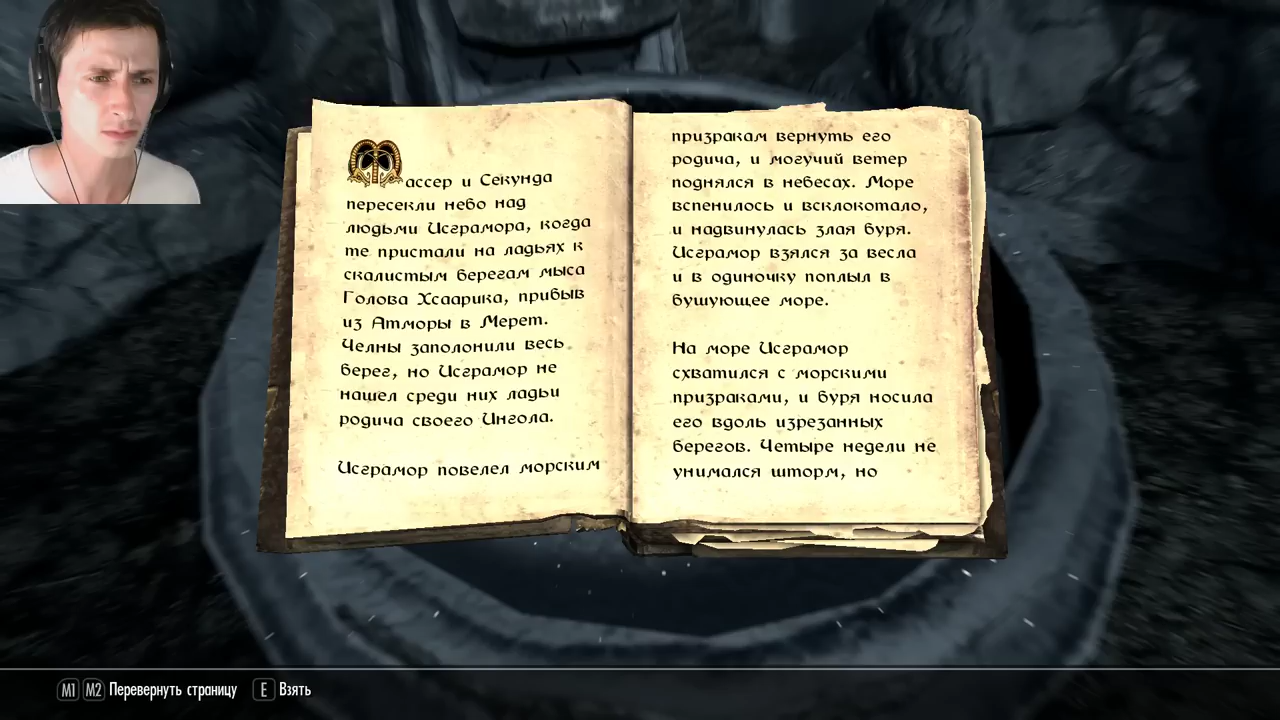 Массер и Секунда
пересекли небо над
людьми Исграмора, когда
те пристали на ладьях к
скалистым берегам мыса
Голова Хсаарика, прибыв
из Атморы в Мерет.
Челны заполонили весь
берег, но Исграмор не
нашел среди них ладьи
родича своего Ингола.
Исграмор повелел морским
призракам вернуть его
родича, и могучий ветер
поднялся в небесах. Море
вспенилось и всклокотало,
и надвинулась злая буря.
Исграмор взялся за весла
и в одиночку поплыл в
бушующее море.
На море Исграмор
схватился с морскими
призраками, и буря носила
его вдоль изрезанных
берегов. Четыре недели не
унимался шторм, но
M1 M2 Перевернуть страницу E Взять